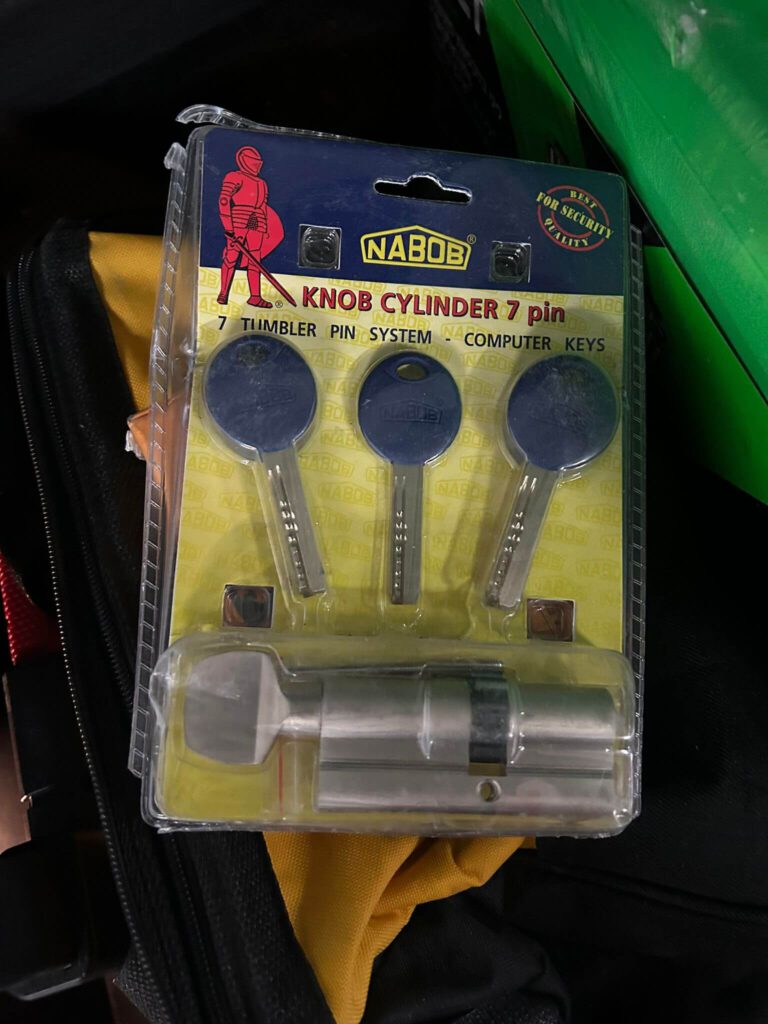 BEST
FOR SECURITY
QUALITY
NABOB®
®
KNOB CYLINDER 7 pin
7 TUMBLER PIN SYSTEM - COMPUTER KEYS
NABOB